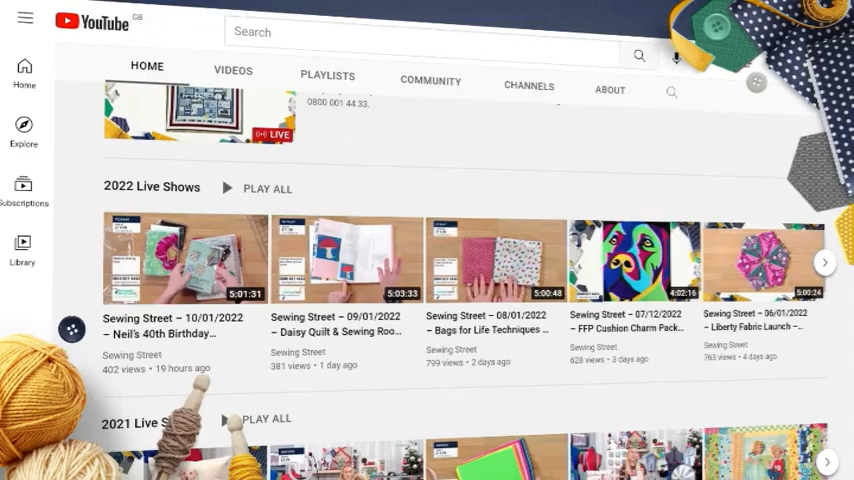 YouTube GB
Search
Home
Explore
Subscriptions
Library
HOME VIDEOS PLAYLISTS COMMUNITY CHANNELS ABOUT
0800 001 44 33.
LIVE
2022 Live Shows PLAY ALL
5:01:31
Sewing Street – 10/01/2022
– Neil's 40th Birthday...
Sewing Street
402 views • 19 hours ago
5:03:33
Sewing Street – 09/01/2022
– Daisy Quilt & Sewing Roo...
Sewing Street
381 views • 1 day ago
5:00:48
Sewing Street – 08/01/2022
– Bags for Life Techniques ...
Sewing Street
799 views • 2 days ago
4:02:16
Sewing Street – 07/12/2022
– FFP Cushion Charm Pack...
Sewing Street
628 views • 3 days ago
5:00:24
Sewing Street – 06/01/2022
– Liberty Fabric Launch –...
Sewing Street
763 views • 4 days ago
2021 Live S
PLAY ALL